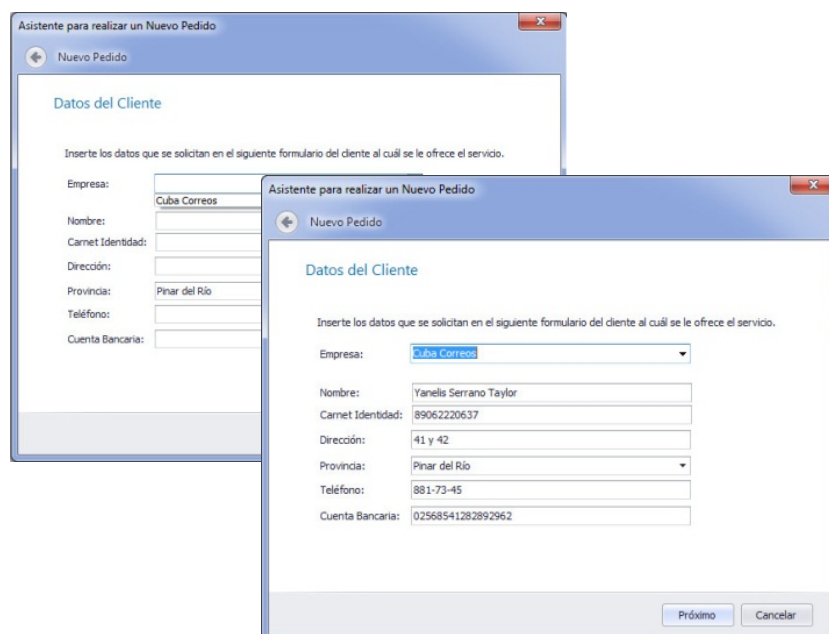 Asistente para realizar un Nuevo Pedido
Nuevo Pedido
Datos del Cliente
Inserte los datos que se solicitan en el siguiente formulario del cliente al cuál se le ofrece el servicio.
Empresa:
Cuba Correos
Nombre:
Carnet Identidad:
Dirección:
Provincia: Pinar del Río
Teléfono:
Cuenta Bancaria:
Asistente para realizar un Nuevo Pedido
Nuevo Pedido
Datos del Cliente
Inserte los datos que se solicitan en el siguiente formulario del cliente al cuál se le ofrece el servicio.
Empresa: Cuba Correos
Nombre: Yanelis Serrano Taylor
Carnet Identidad: 89062220637
Dirección: 41 y 42
Provincia: Pinar del Río
Teléfono: 881-73-45
Cuenta Bancaria: 02568541282892962
Próximo Cancelar